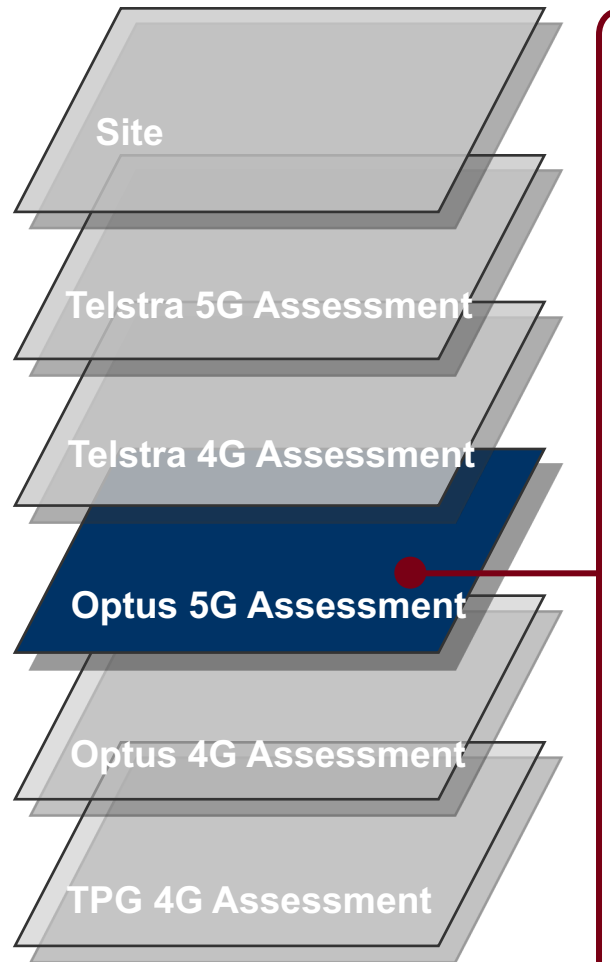 Site
Telstra 5G Assessment
Telstra 4G Assessment
Optus 5G Assessment
Optus 4G Assessment
TPG 4G Assessment